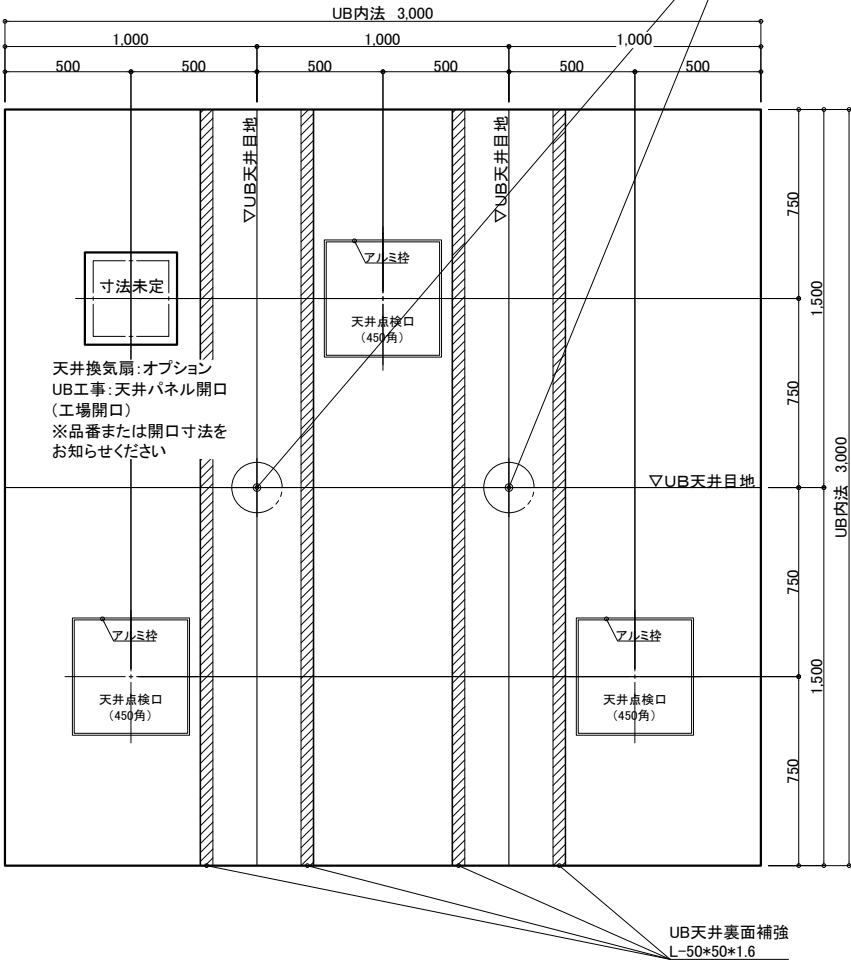 UB内法 3,000
1,000
1,000
1,000
500
500
500
500
500
500
▽UB天井目地
▽UB天井目地
750
1,500
アルミ枠
寸法未定
天井点検口
(450角)
天井換気扇:オプション
UB工事:天井パネル開口
(工場開口)
※品番または開口寸法を
お知らせください
750
▽UB天井目地
UB内法 3,000
750
アルミ枠
アルミ枠
1,500
天井点検口
(450角)
天井点検口
(450角)
750
UB天井裏面補強
L-50*50*1.6